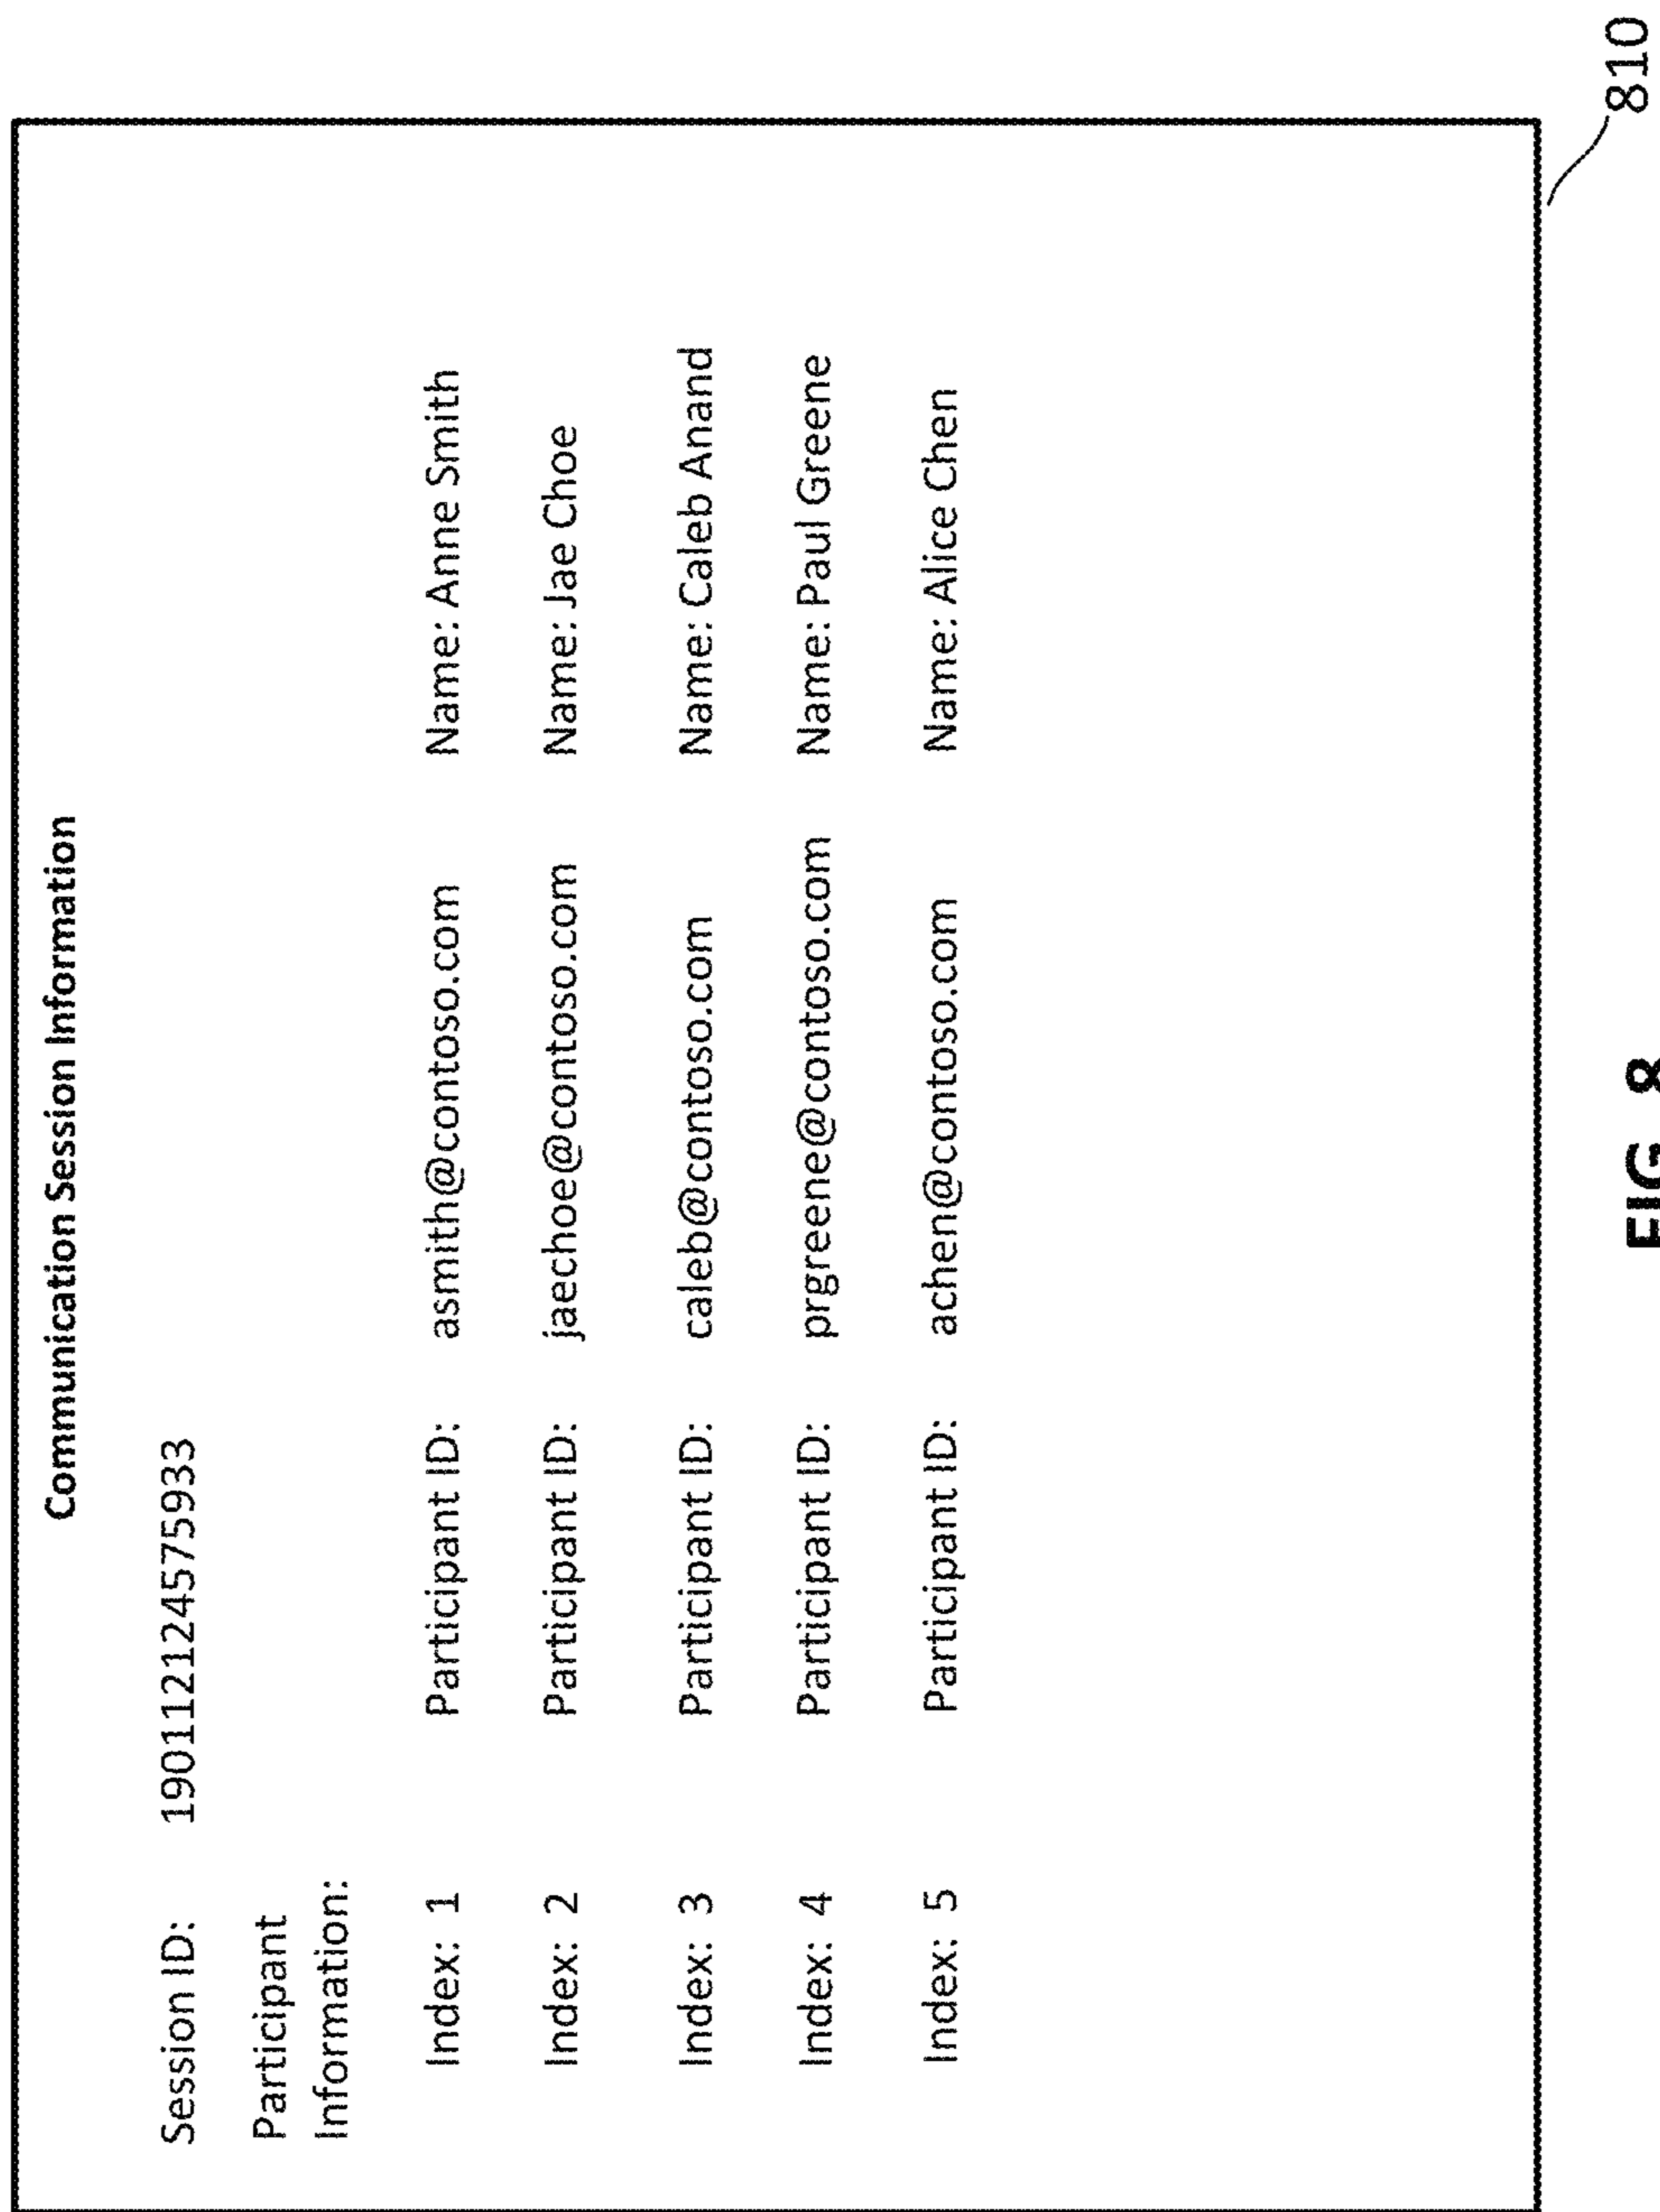 Communication Session Information
Session ID: 190112124575933
Participant
Information:
Index: 1 Participant ID: asmith@contoso.com Name: Anne Smith
Index: 2 Participant ID: jaechoe@contoso.com Name: Jae Choe
Index: 3 Participant ID: caleb@contoso.com Name: Caleb Anand
Index: 4 Participant ID: prgreene@contoso.com Name: Paul Greene
Index: 5 Participant ID: achen@contoso.com Name: Alice Chen
810
FIG. 8